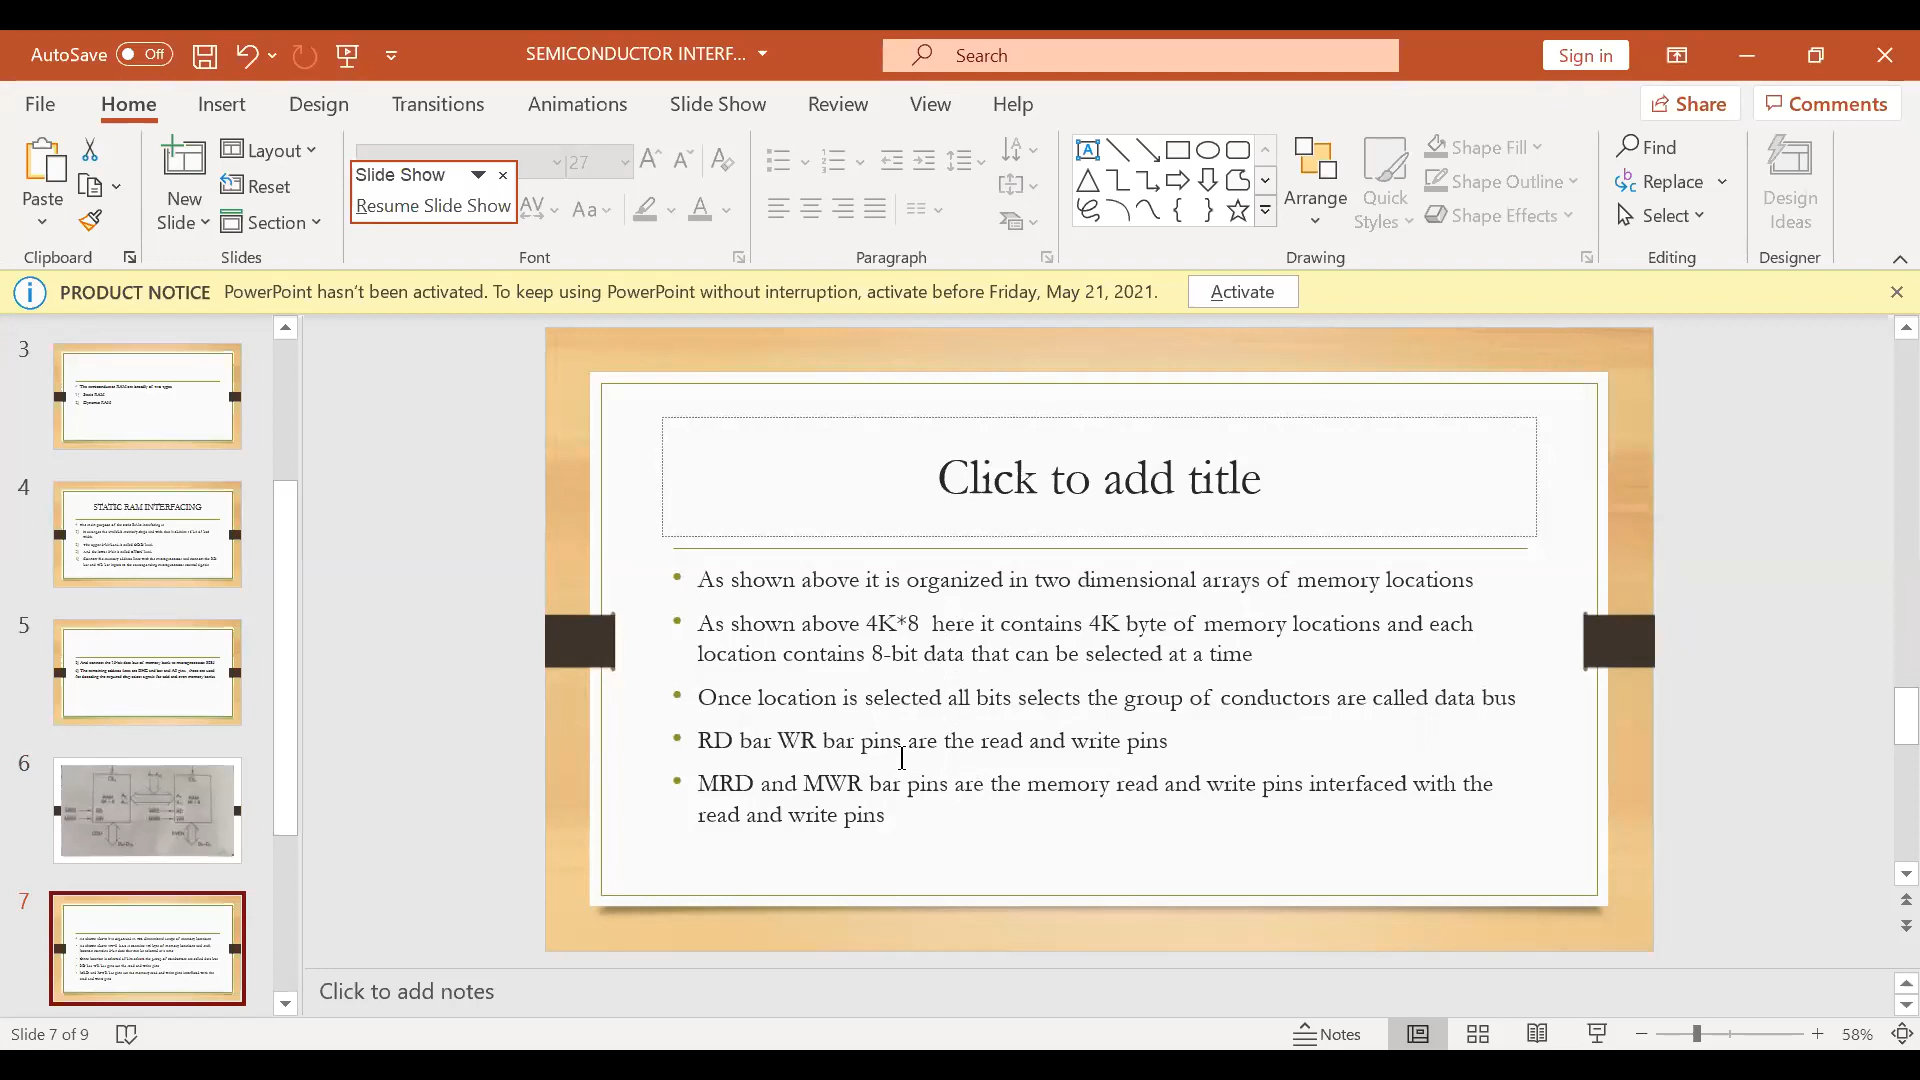 AutoSave Off
SEMICONDUCTOR INTERF...
Search
Sign in
File Home Insert Design Transitions Animations Slide Show Review View Help
Share Comments
Paste
New Slide
Layout
Reset
Section
Slide Show
Resume Slide Show
27
Aa
Arrange
Quick Styles
Shape Fill
Shape Outline
Shape Effects
Find
Replace
Select
Design Ideas
Clipboard Slides Font Paragraph Drawing Editing Designer
PRODUCT NOTICE PowerPoint hasn't been activated. To keep using PowerPoint without interruption, activate before Friday, May 21, 2021. Activate
3
4
STATIC RAM INTERFACING
5
6
7
Click to add title
• As shown above it is organized in two dimensional arrays of memory locations
• As shown above 4K*8 here it contains 4K byte of memory locations and each
location contains 8-bit data that can be selected at a time
• Once location is selected all bits selects the group of conductors are called data bus
• RD bar WR bar pins are the read and write pins
• MRD and MWR bar pins are the memory read and write pins interfaced with the
read and write pins
Click to add notes
Slide 7 of 9
Notes
58%